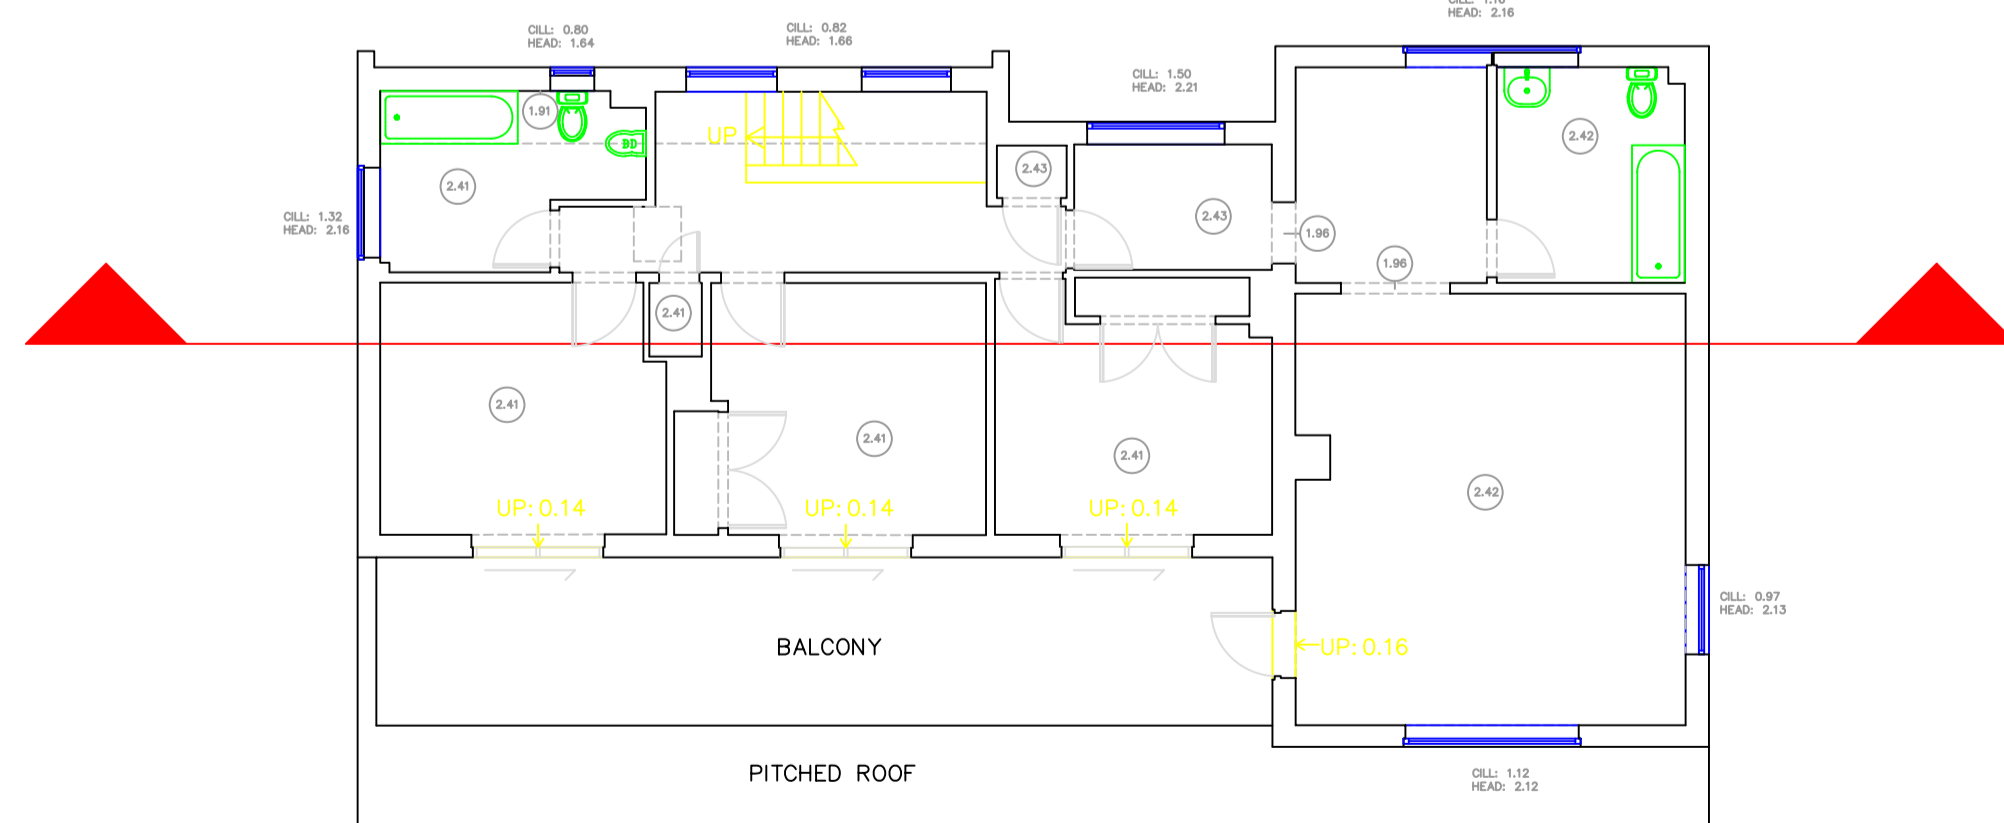 HEAD: 2.16
CILL: 0.80
HEAD: 1.64
CILL: 0.82
HEAD: 1.66
CILL: 1.50
HEAD: 2.21
1.91
UP
2.42
2.43
2.41
2.43
CILL: 1.32
HEAD: 2.16
1.96
1.96
2.41
2.41
2.41
2.41
2.42
UP: 0.14
UP: 0.14
UP: 0.14
CILL: 0.97
HEAD: 2.13
BALCONY
UP: 0.16
PITCHED ROOF
CILL: 1.12
HEAD: 2.12